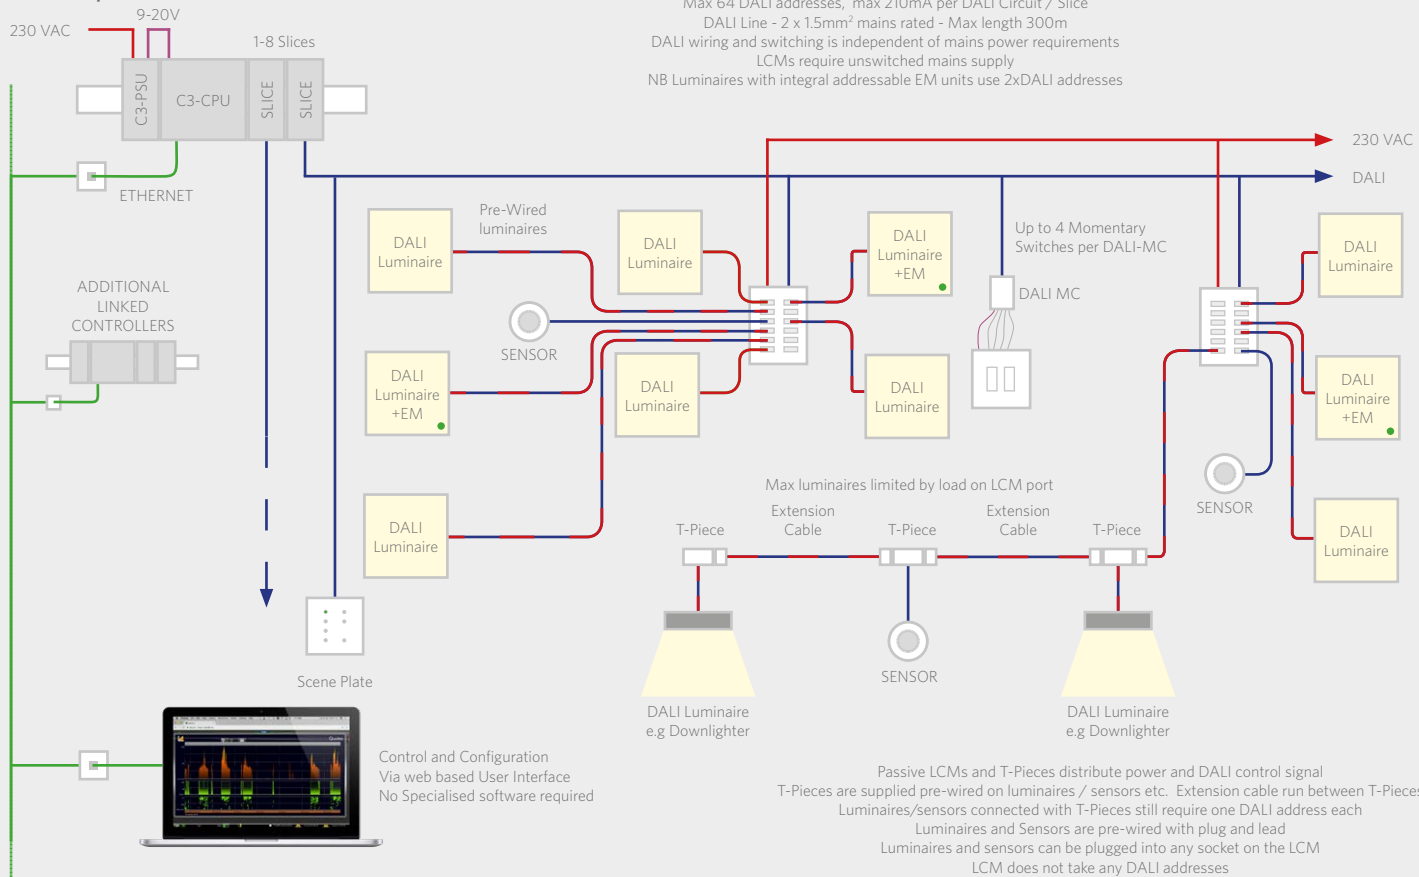 Max 64 DALI addresses, max 210mA per DALI Circuit / Slice
DALI Line - 2 x 1.5mm² mains rated - Max length 300m
DALI wiring and switching is independent of mains power requirements
LCMs require unswitched mains supply
NB Luminaires with integral addressable EM units use 2xDALI addresses
9-20V
230 VAC
1-8 Slices
C3-PSU
C3-CPU
SLICE
SLICE
ETHERNET
230 VAC
DALI
ADDITIONAL
LINKED
CONTROLLERS
DALI
Luminaire
Pre-Wired
luminaires
DALI
Luminaire
DALI
Luminaire
+EM
Up to 4 Momentary
Switches per DALI-MC
DALI MC
DALI
Luminaire
SENSOR
DALI
Luminaire
+EM
DALI
Luminaire
DALI
Luminaire
DALI
Luminaire
+EM
DALI
Luminaire
SENSOR
DALI
Luminaire
Max luminaires limited by load on LCM port
T-Piece
Extension
Cable
T-Piece
Extension
Cable
T-Piece
SENSOR
DALI Luminaire
e.g Downlighter
DALI Luminaire
e.g Downlighter
Scene Plate
Control and Configuration
Via web based User Interface
No Specialised software required
Passive LCMs and T-Pieces distribute power and DALI control signal
T-Pieces are supplied pre-wired on luminaires / sensors etc. Extension cable run between T-Pieces
Luminaires/sensors connected with T-Pieces still require one DALI address each
Luminaires and Sensors are pre-wired with plug and lead
Luminaires and sensors can be plugged into any socket on the LCM
LCM does not take any DALI addresses